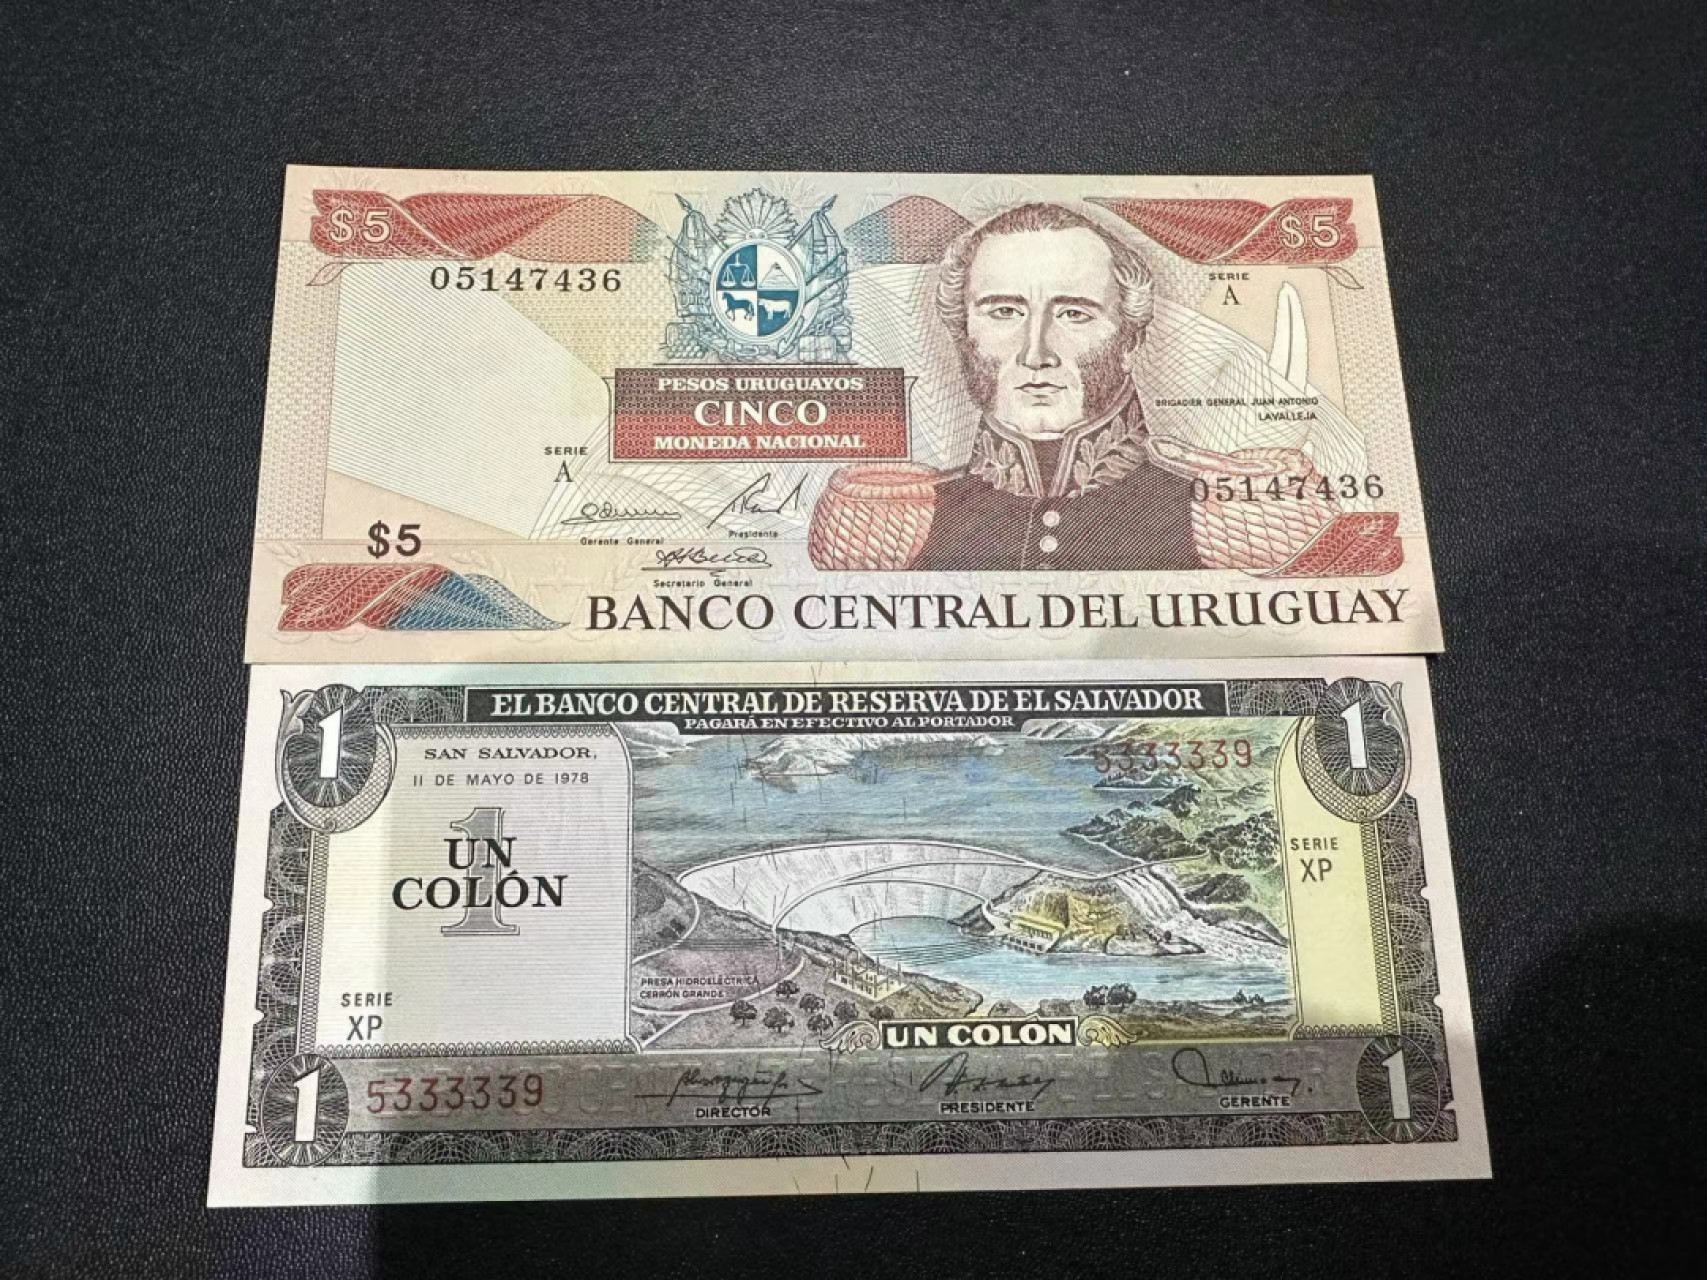 $5
$5
05147436
SERIE
A
PESOS URUGUAYOS
CINCO
MONEDA NACIONAL
BRIGADIER GENERAL JUAN ANTONIO
LAVALLEJA
SERIE
A
05147436
$5
Gerente General
Presidente
Secretario General
BANCO CENTRAL DEL URUGUAY
EL BANCO CENTRAL DE RESERVA DE EL SALVADOR
PAGARÁ EN EFECTIVO AL PORTADOR
1
1
SAN SALVADOR,
11 DE MAYO DE 1978
5333339
1
UN
COLÓN
SERIE
XP
PRESA HIDROELÉCTRICA
CERRÓN GRANDE
SERIE
XP
UN COLÓN
1
5333339
DIRECTOR
PRESIDENTE
GERENTE
1